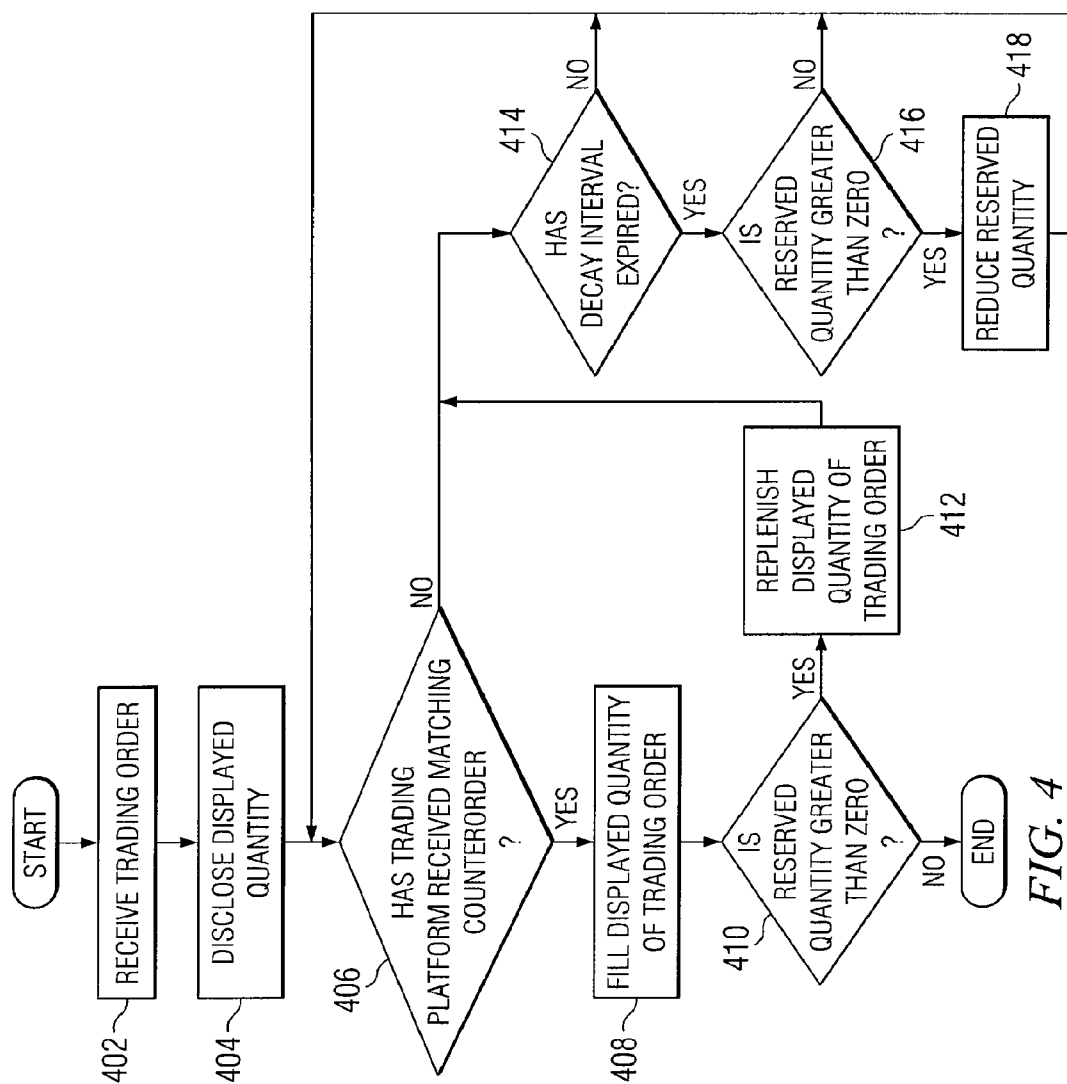 START
402
RECEIVE TRADING ORDER
404
DISCLOSE DISPLAYED
QUANTITY
406
HAS TRADING
PLATFORM RECEIVED MATCHING
COUNTERORDER
?
NO
YES
408
FILL DISPLAYED QUANTITY
OF TRADING ORDER
410
IS
RESERVED
QUANTITY GREATER
THAN ZERO
?
YES
NO
END
REPLENISH
DISPLAYED
QUANTITY OF
TRADING ORDER
412
414
HAS
DECAY INTERVAL
EXPIRED?
NO
YES
IS
RESERVED
QUANTITY GREATER
THAN ZERO
?
416
NO
YES
418
REDUCE RESERVED
QUANTITY
FIG. 4